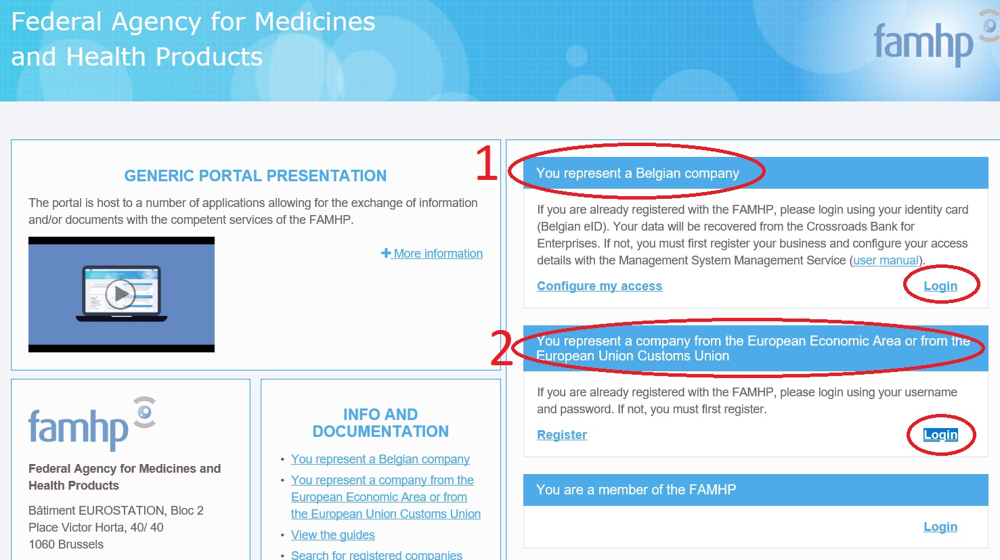 Federal Agency for Medicines
and Health Products
famhp
GENERIC PORTAL PRESENTATION
The portal is host to a number of applications allowing for the exchange of information
and/or documents with the competent services of the FAMHP.
More information
1
You represent a Belgian company
If you are already registered with the FAMHP, please login using your identity card
(Belgian eID). Your data will be recovered from the Crossroads Bank for
Enterprises. If not, you must first register your business and configure your access
details with the Management System Management Service (user manual).
Configure my access
Login
2
You represent a company from the European Economic Area or from the
European Union Customs Union
If you are already registered with the FAMHP, please login using your username
and password. If not, you must first register.
Register
Login
You are a member of the FAMHP
Login
famhp
Federal Agency for Medicines and
Health Products
Bâtiment EUROSTATION, Bloc 2
Place Victor Horta, 40/ 40
1060 Brussels
INFO AND
DOCUMENTATION
• You represent a Belgian company
• You represent a company from the
European Economic Area or from
the European Union Customs Union
• View the guides
• Search for registered companies